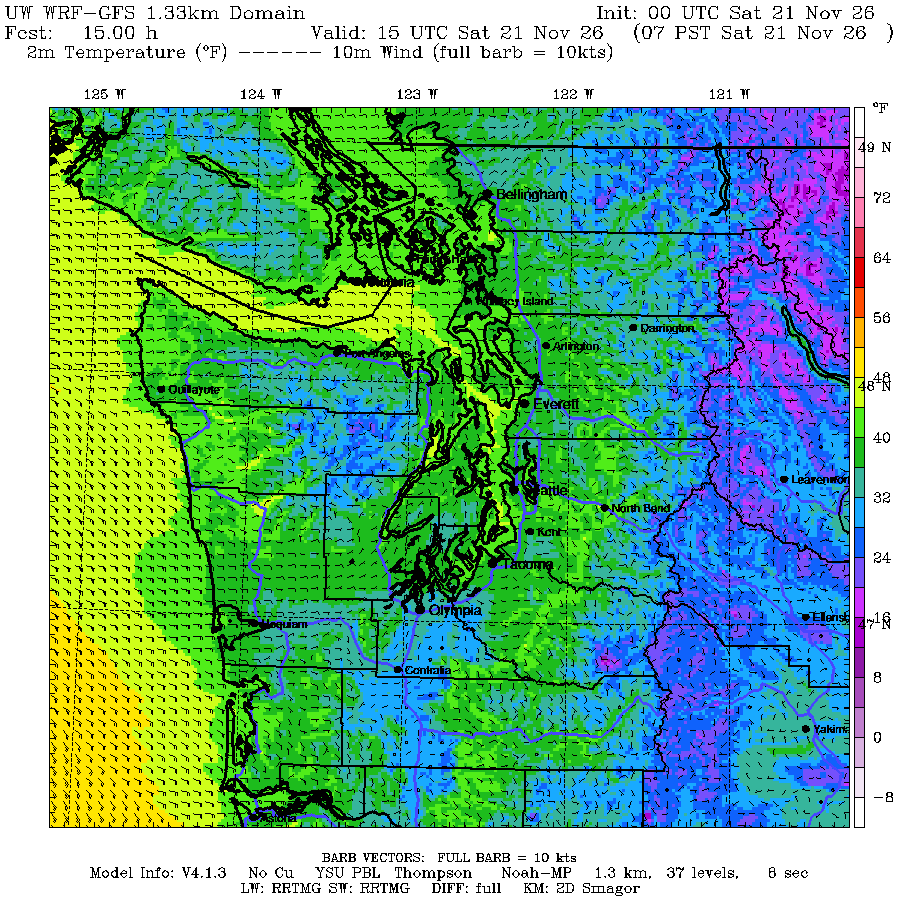 UW WRF-GFS 1.33km Domain Init: 00 UTC Sat 21 Nov 26
Fcst: 15.00 h Valid: 15 UTC Sat 21 Nov 26 (07 PST Sat 21 Nov 26 )
2m Temperature (°F) ------ 10m Wind (full barb = 10kts)
125 W 124 W 123 W 122 W 121 W
°F
49 N
Bellingham
72
64
Island
Darrington
56
Arlington
Port Angeles
48
48 N
Quillayute
Everett
40
Leavenwor
32
North Bend
Kent
24
Tacoma
Olympia
Ellens
16
47 N
Hoquiam
Centralia
8
Yakima
0
-8
Astoria
BARB VECTORS: FULL BARB = 10 kts
Model Info: V4.1.3 No Cu YSU PBL Thompson Noah-MP 1.3 km, 37 levels, 8 sec
LW: RRTMG SW: RRTMG DIFF: full KM: 2D Smagor